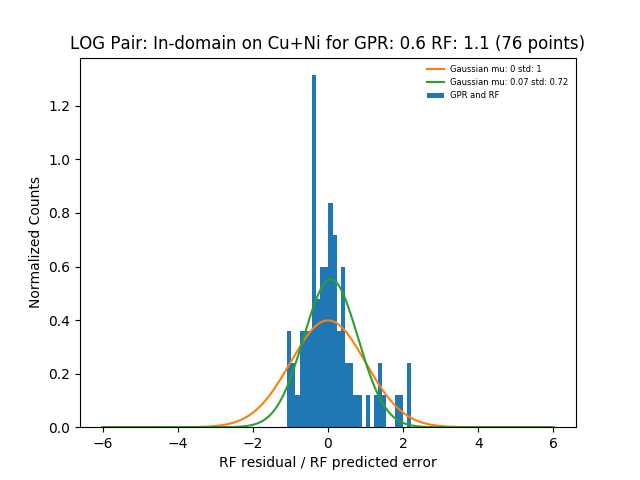 LOG Pair: In-domain on Cu+Ni for GPR: 0.6 RF: 1.1 (76 points)
Gaussian mu: 0 std: 1
Gaussian mu: 0.07 std: 0.72
GPR and RF
Normalized Counts
1.2
1.0
0.8
0.6
0.4
0.2
0.0
−6 −4 −2 0 2 4 6
RF residual / RF predicted error